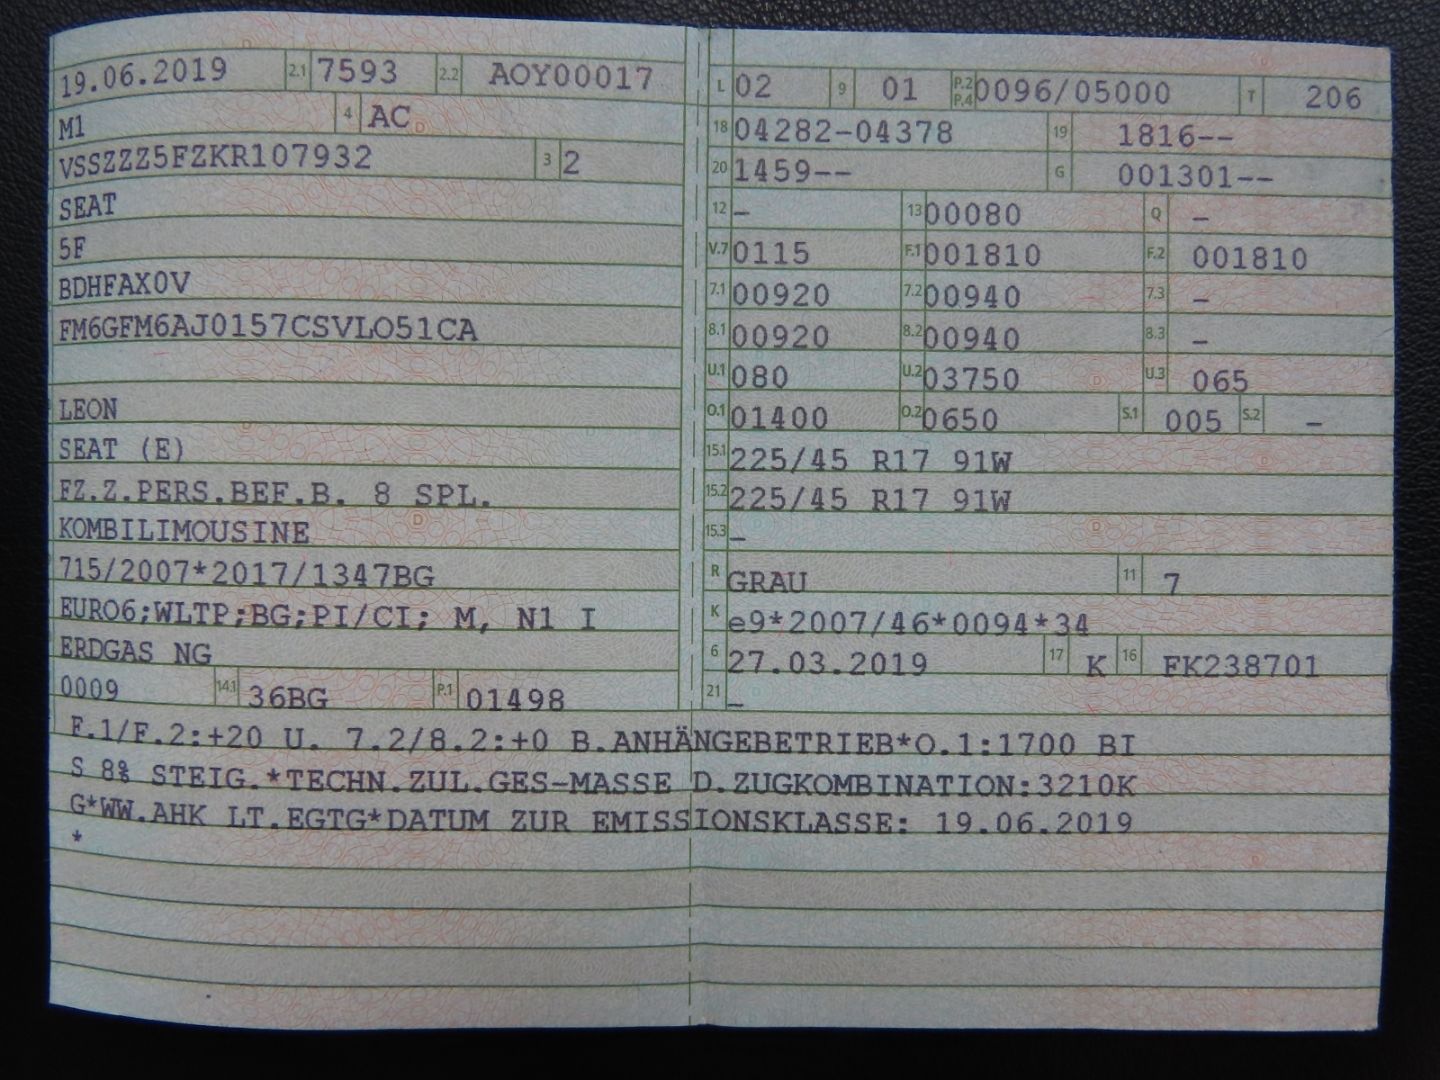 19.06.2019 2.1 7593 2.2 AOY00017
M1 4 AC
VSSZZZ5FZKR107932 3 2
SEAT
5F
BDHFAX0V
FM6GFM6AJ0157CSVLO51CA
LEON
SEAT (E)
FZ.Z.PERS.BEF.B. 8 SPL.
KOMBILIMOUSINE
715/2007*2017/1347BG
EURO6;WLTP;BG;PI/CI; M, N1 I
ERDGAS NG
0009 14.1 36BG P.1 01498
L 02 9 01 P.2 P.4 0096/05000 T 206
18 04282-04378 19 1816--
20 1459-- G 001301--
12 - 13 00080 Q -
V.7 0115 F.1 001810 F.2 001810
7.1 00920 7.2 00940 7.3 -
8.1 00920 8.2 00940 8.3 -
U.1 080 U.2 03750 U.3 065
O.1 01400 O.2 0650 S.1 005 S.2 -
15.1 225/45 R17 91W
15.2 225/45 R17 91W
15.3 -
R GRAU 11 7
K e9*2007/46*0094*34
6 27.03.2019 17 K 16 FK238701
21 -
F.1/F.2:+20 U. 7.2/8.2:+0 B.ANHÄNGEBETRIEB*O.1:1700 BI
S 8% STEIG.*TECHN.ZUL.GES-MASSE D.ZUGKOMBINATION:3210K
G*WW.AHK LT.EGTG*DATUM ZUR EMISSIONSKLASSE: 19.06.2019
*